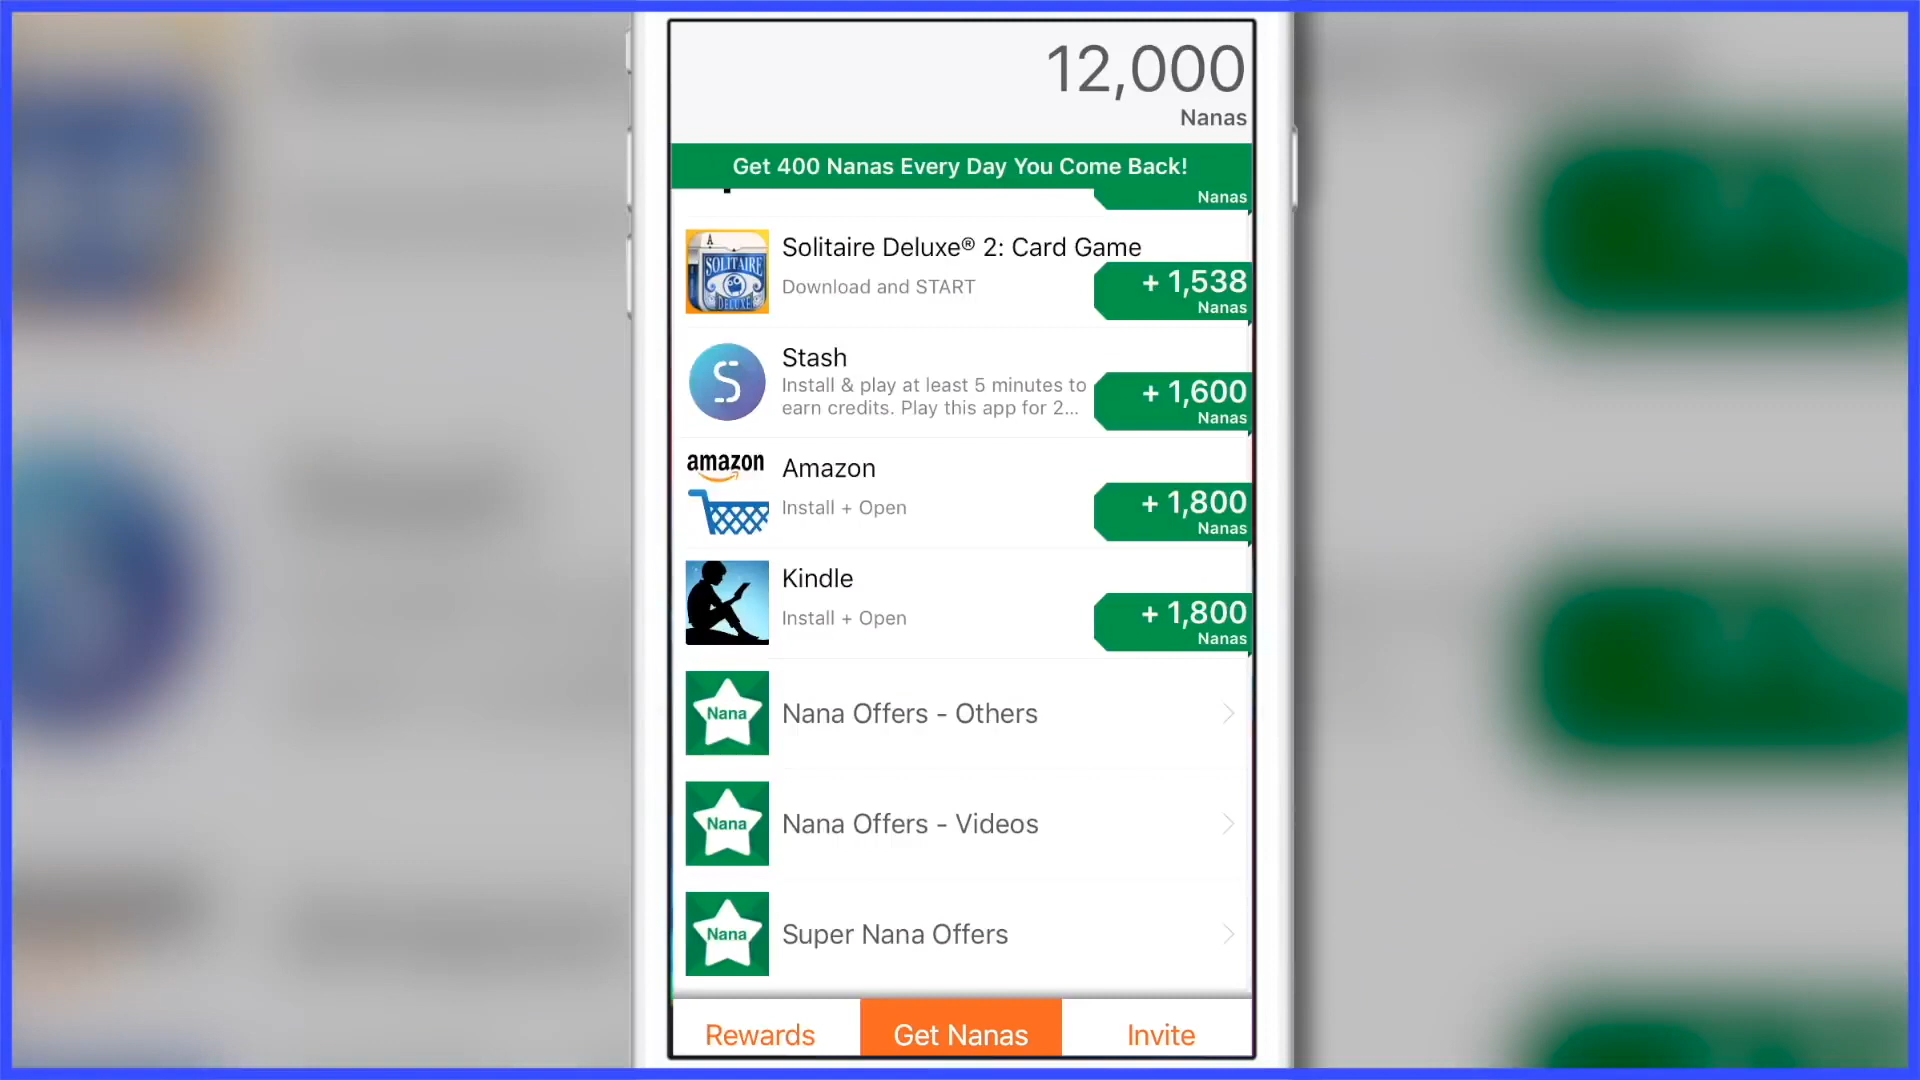 12,000
Nanas
Get 400 Nanas Every Day You Come Back!
Nanas
Solitaire Deluxe® 2: Card Game
Download and START
+ 1,538
Nanas
A
SOLITAIRE
DELUXE
Stash
Install & play at least 5 minutes to
earn credits. Play this app for 2...
+ 1,600
Nanas
S
amazon
Amazon
Install + Open
+ 1,800
Nanas
Kindle
Install + Open
+ 1,800
Nanas
Nana
Nana Offers - Others
Nana
Nana Offers - Videos
Nana
Super Nana Offers
Rewards
Get Nanas
Invite